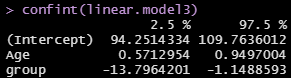 > confint(linear.model3)
                  2.5 %      97.5 %
(Intercept)  94.2514334 109.7636012
Age           0.5712954   0.9497004
group       -13.7964201  -1.1488593